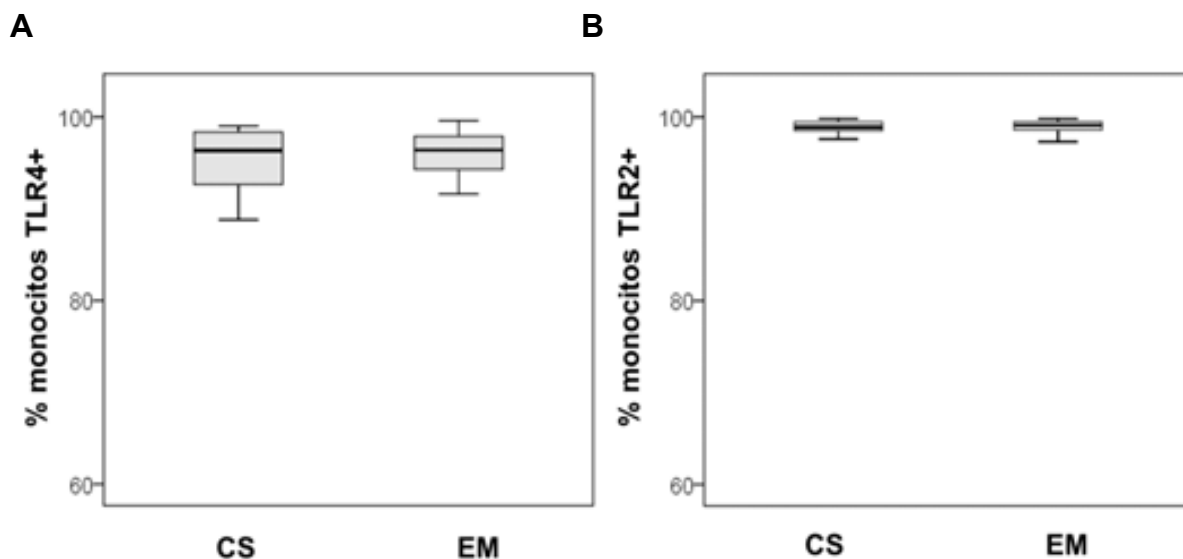 A
% monocitos TLR4+
100
80
60
CS
EM
B
% monocitos TLR2+
100
80
60
CS
EM